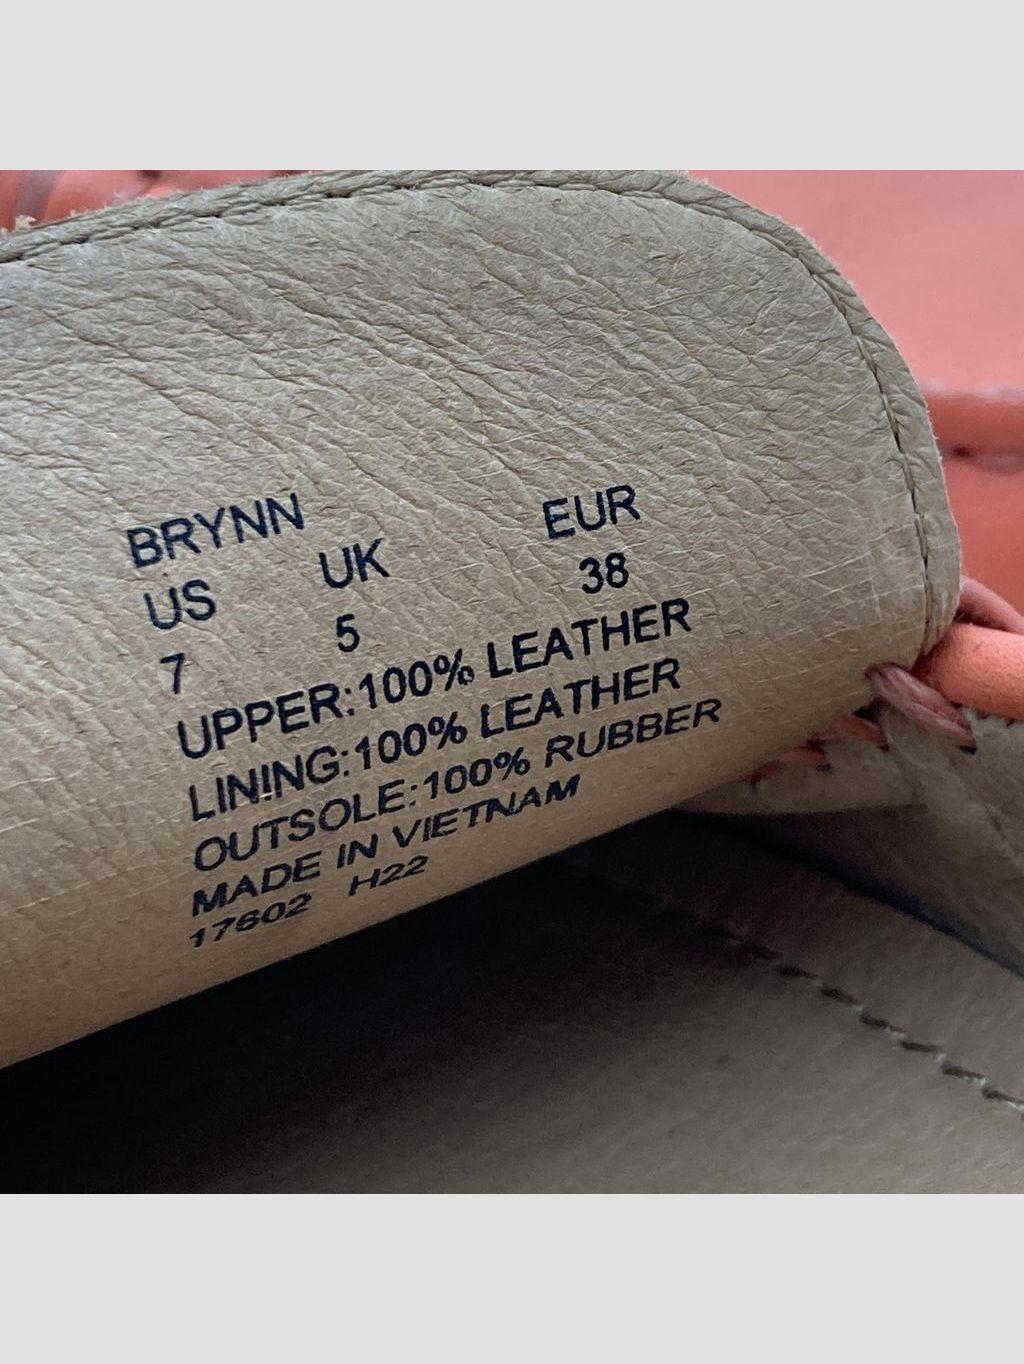 BRYNN
US UK EUR
7 5 38
UPPER:100% LEATHER
LINING:100% LEATHER
OUTSOLE:100% RUBBER
MADE IN VIETNAM
17602 H22